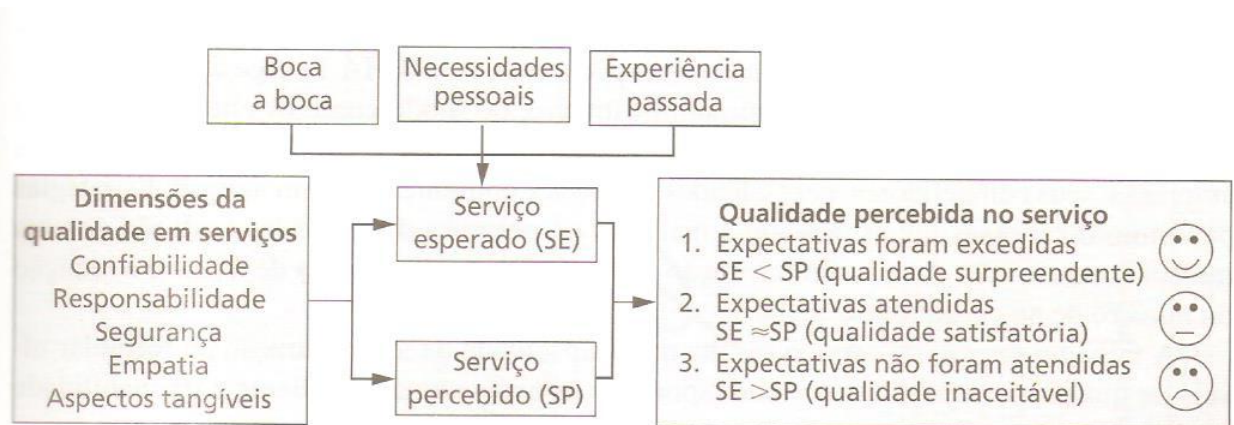 Boca
a boca
Necessidades
pessoais
Experiência
passada
Dimensões da
qualidade em serviços
Confiabilidade
Responsabilidade
Segurança
Empatia
Aspectos tangíveis
Serviço
esperado (SE)
Serviço
percebido (SP)
Qualidade percebida no serviço
1. Expectativas foram excedidas
SE < SP (qualidade surpreendente)
2. Expectativas atendidas
SE ≈SP (qualidade satisfatória)
3. Expectativas não foram atendidas
SE >SP (qualidade inaceitável)